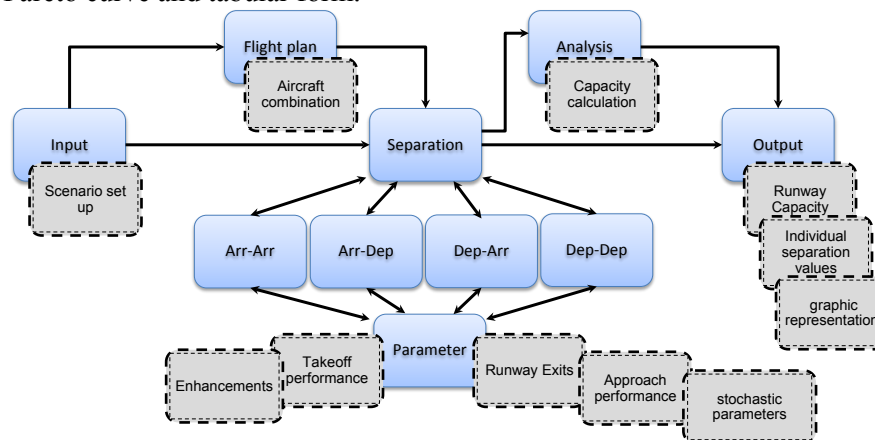 Pareto curve and tabular form.
Flight plan
Aircraft
combination
Analysis
Capacity
calculation
Input
Scenario set
up
Separation
Output
Runway
Capacity
Individual
separation
values
graphic
representation
Arr-Arr
Arr-Dep
Dep-Arr
Dep-Dep
Parameter
Enhancements
Takeoff
performance
Runway Exits
Approach
performance
stochastic
parameters